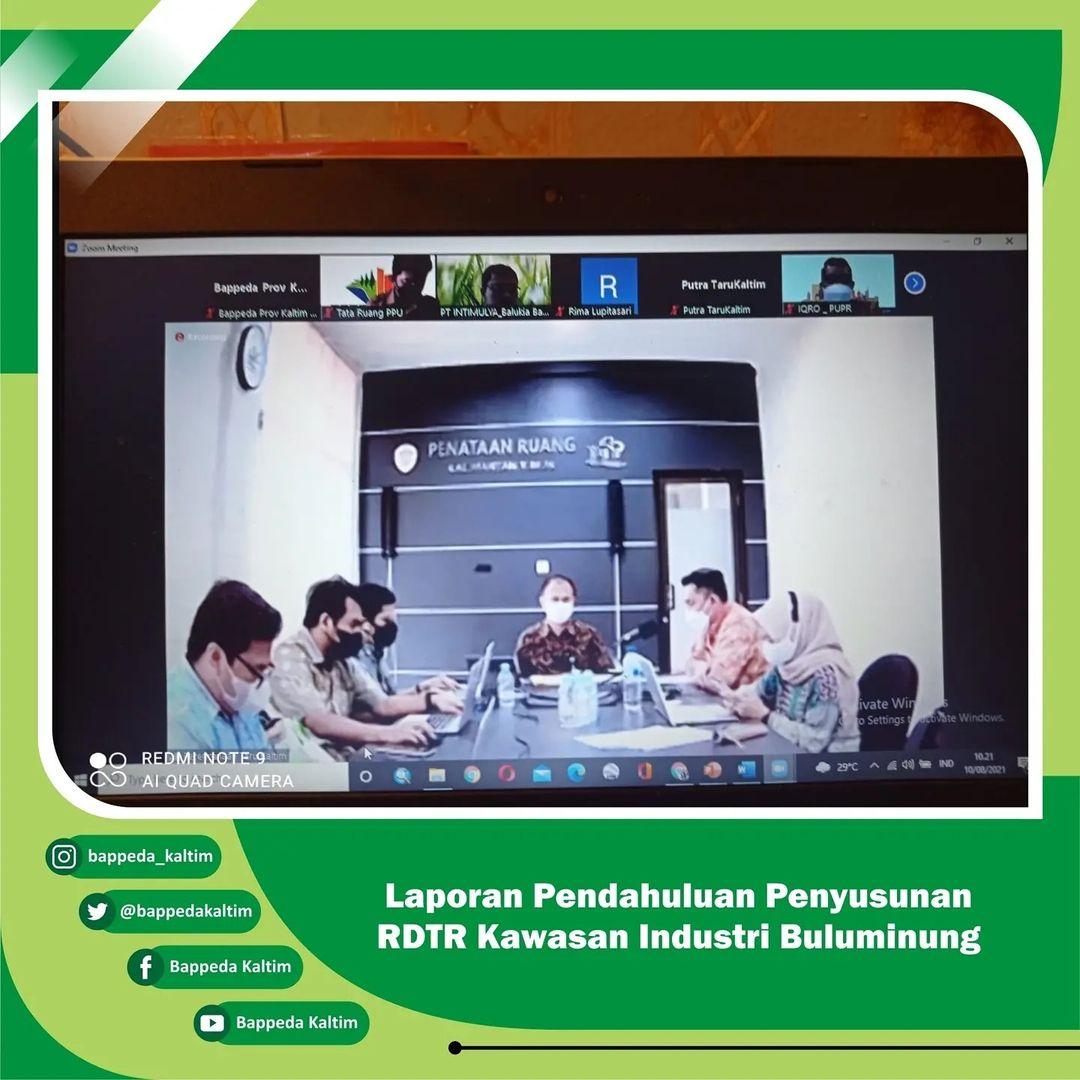 Zoom Meeting
Bappeda Prov K...
Putra TaruKaltim
R
Bappeda Prov Kaltim ...
Tata Ruang PPU
PT INTIMULYA_Balukia Ba...
Rima Lupitasari
Putra TaruKaltim
IQRO _ PUPR
Recording
PENATAAN RUANG
KALIMANTAN TIMUR
Activate Windows
Go to Settings to activate Windows.
REDMI NOTE 9
AI QUAD CAMERA
29°C
IND
10.21
10/08/2021
bappeda_kaltim
@bappedakaltim
Bappeda Kaltim
Bappeda Kaltim
Laporan Pendahuluan Penyusunan
RDTR Kawasan Industri Buluminung